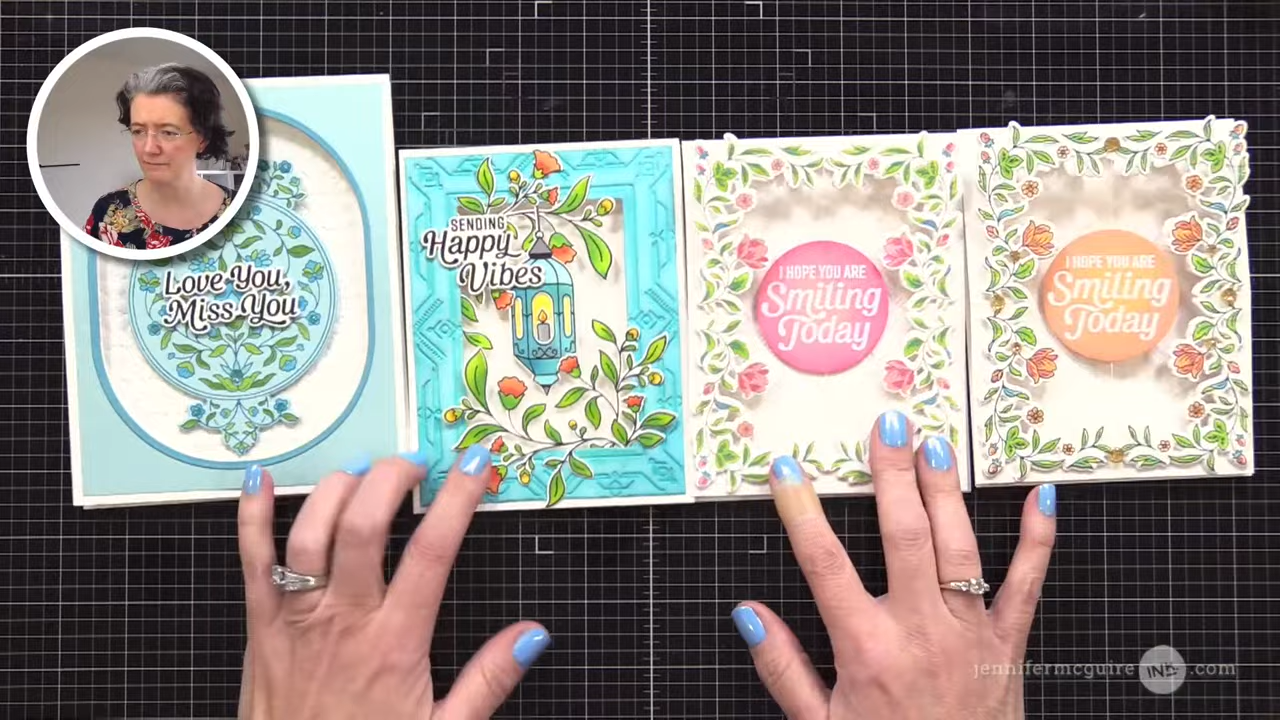 Love You,
Miss You
SENDING
Happy
Vibes
I HOPE YOU ARE
Smiling
Today
I HOPE YOU ARE
Smiling
Today
jennifermcguire INK .com